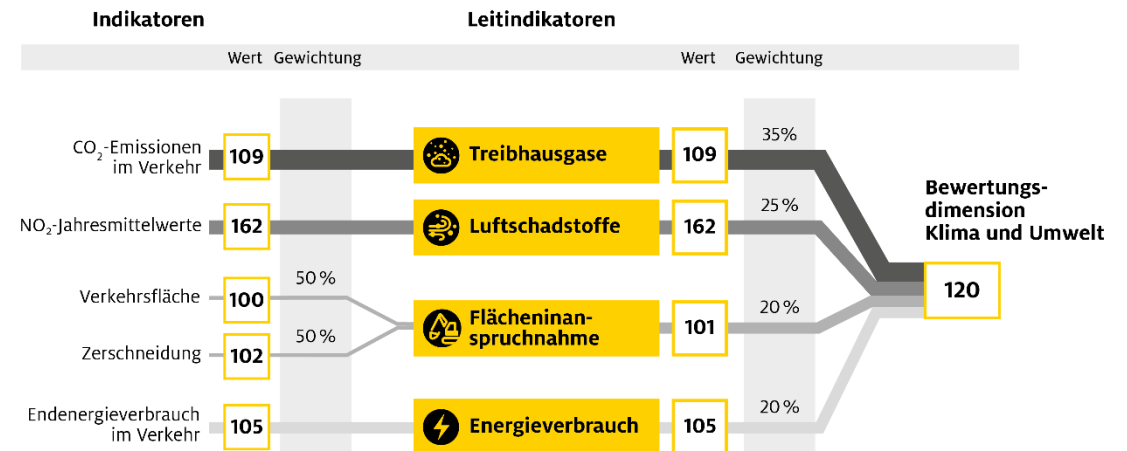 Indikatoren
Leitindikatoren
Wert Gewichtung
Wert Gewichtung
CO₂-Emissionen
im Verkehr
109
Treibhausgase
109
35%
NO₂-Jahresmittelwerte
162
Luftschadstoffe
162
25 %
Verkehrsfläche
100
50 %
Zerschneidung
102
50 %
Flächeninan-
spruchnahme
101
20 %
Endenergieverbrauch
im Verkehr
105
Energieverbrauch
105
20 %
Bewertungs-
dimension
Klima und Umwelt
120